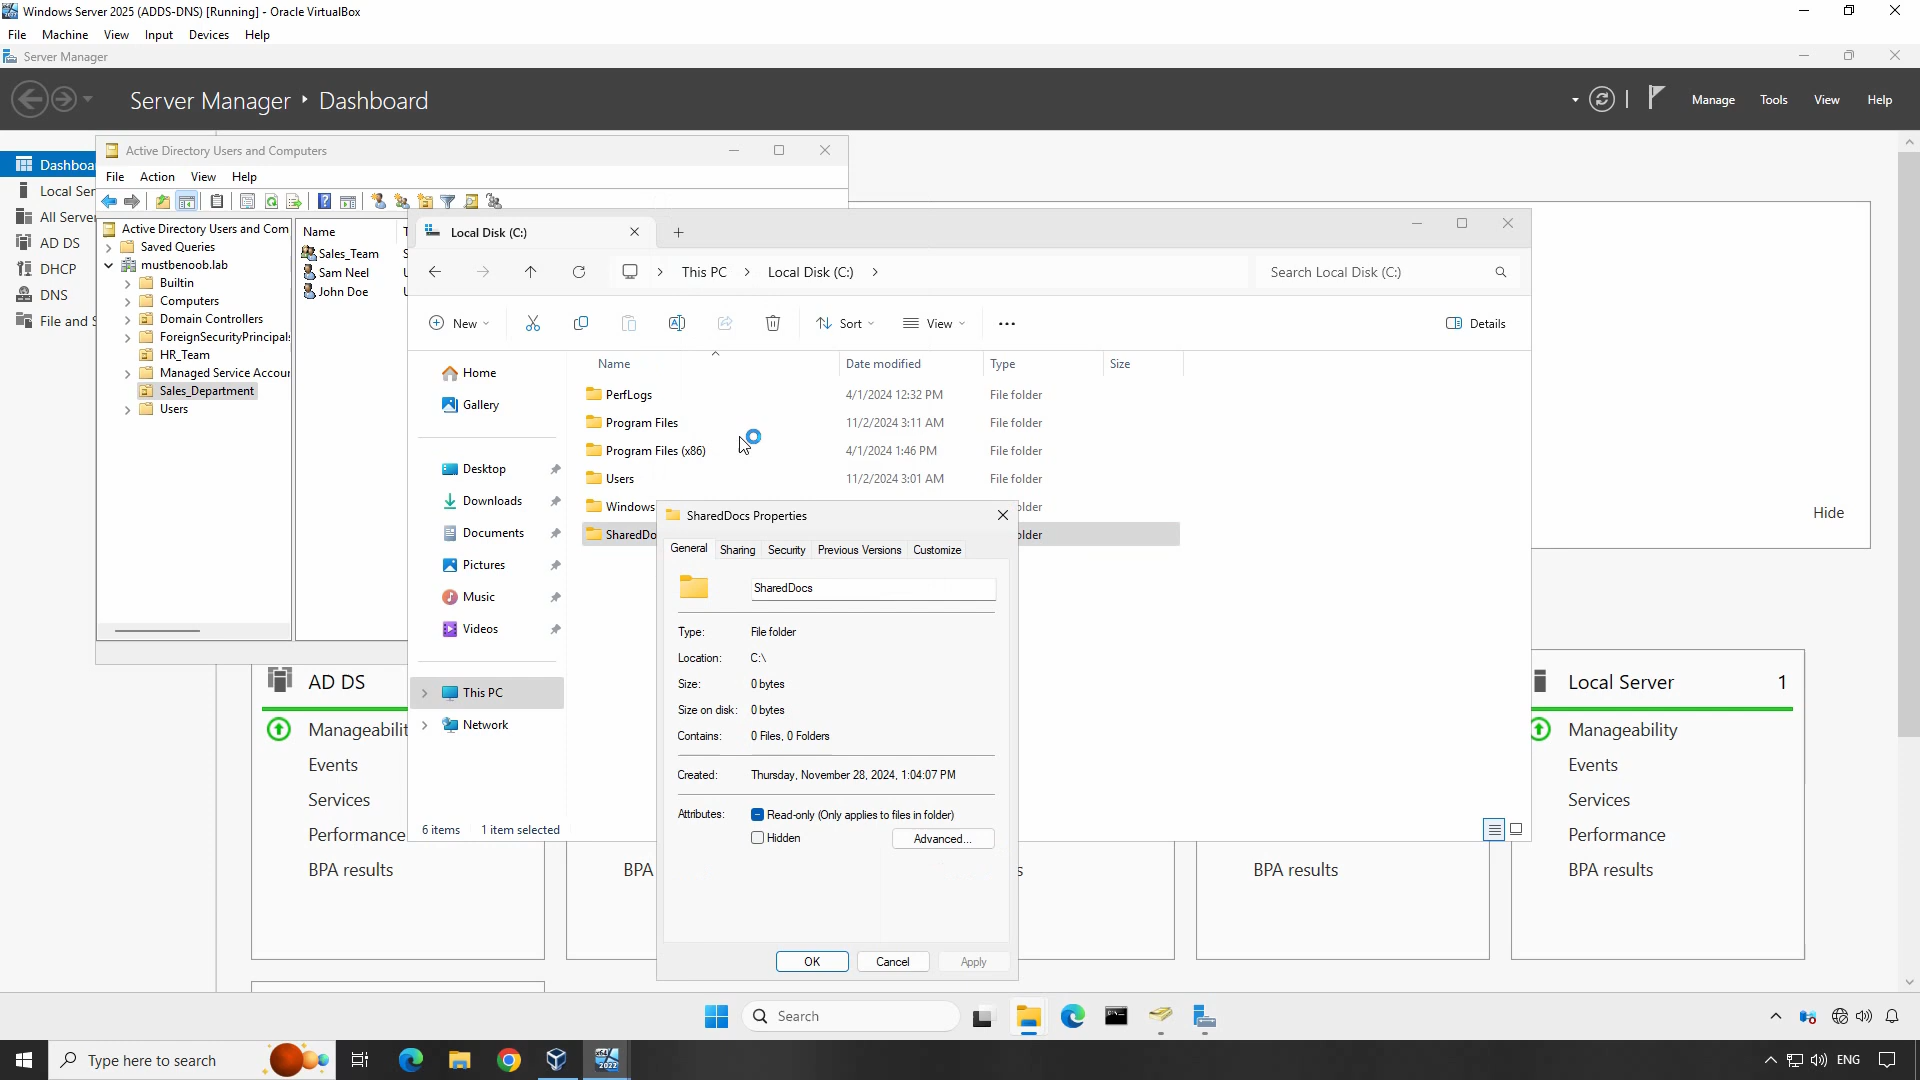 Windows Server 2025 (ADDS-DNS) [Running] - Oracle VirtualBox
File Machine View Input Devices Help
Server Manager
Server Manager Dashboard
Manage Tools View Help
Dashboa
Local Ser
All Server
AD DS
DHCP
DNS
File and S
Active Directory Users and Computers
File Action View Help
Active Directory Users and Com
Saved Queries
mustbenoob.lab
Builtin
Computers
Domain Controllers
ForeignSecurityPrincipals
HR_Team
Managed Service Accour
Sales_Department
Users
Name
Sales_Team
Sam Neel
John Doe
Local Disk (C:)
This PC Local Disk (C:)
Search Local Disk (C:)
New Sort View Details
Home
Gallery
Desktop
Downloads
Documents
Pictures
Music
Videos
This PC
Network
Name Date modified Type Size
PerfLogs 4/1/2024 12:32 PM File folder
Program Files 11/2/2024 3:11 AM File folder
Program Files (x86) 4/1/2024 1:46 PM File folder
Users 11/2/2024 3:01 AM File folder
Windows older
SharedDo older
6 items 1 item selected
SharedDocs Properties
General Sharing Security Previous Versions Customize
SharedDocs
Type: File folder
Location: C:\
Size: 0 bytes
Size on disk: 0 bytes
Contains: 0 Files, 0 Folders
Created: Thursday, November 28, 2024, 1:04:07 PM
Attributes: Read-only (Only applies to files in folder)
Hidden Advanced...
OK Cancel Apply
Hide
AD DS
Manageabilit
Events
Services
Performance
BPA results
BPA
s
BPA results
Local Server 1
Manageability
Events
Services
Performance
BPA results
Search
Type here to search
ENG